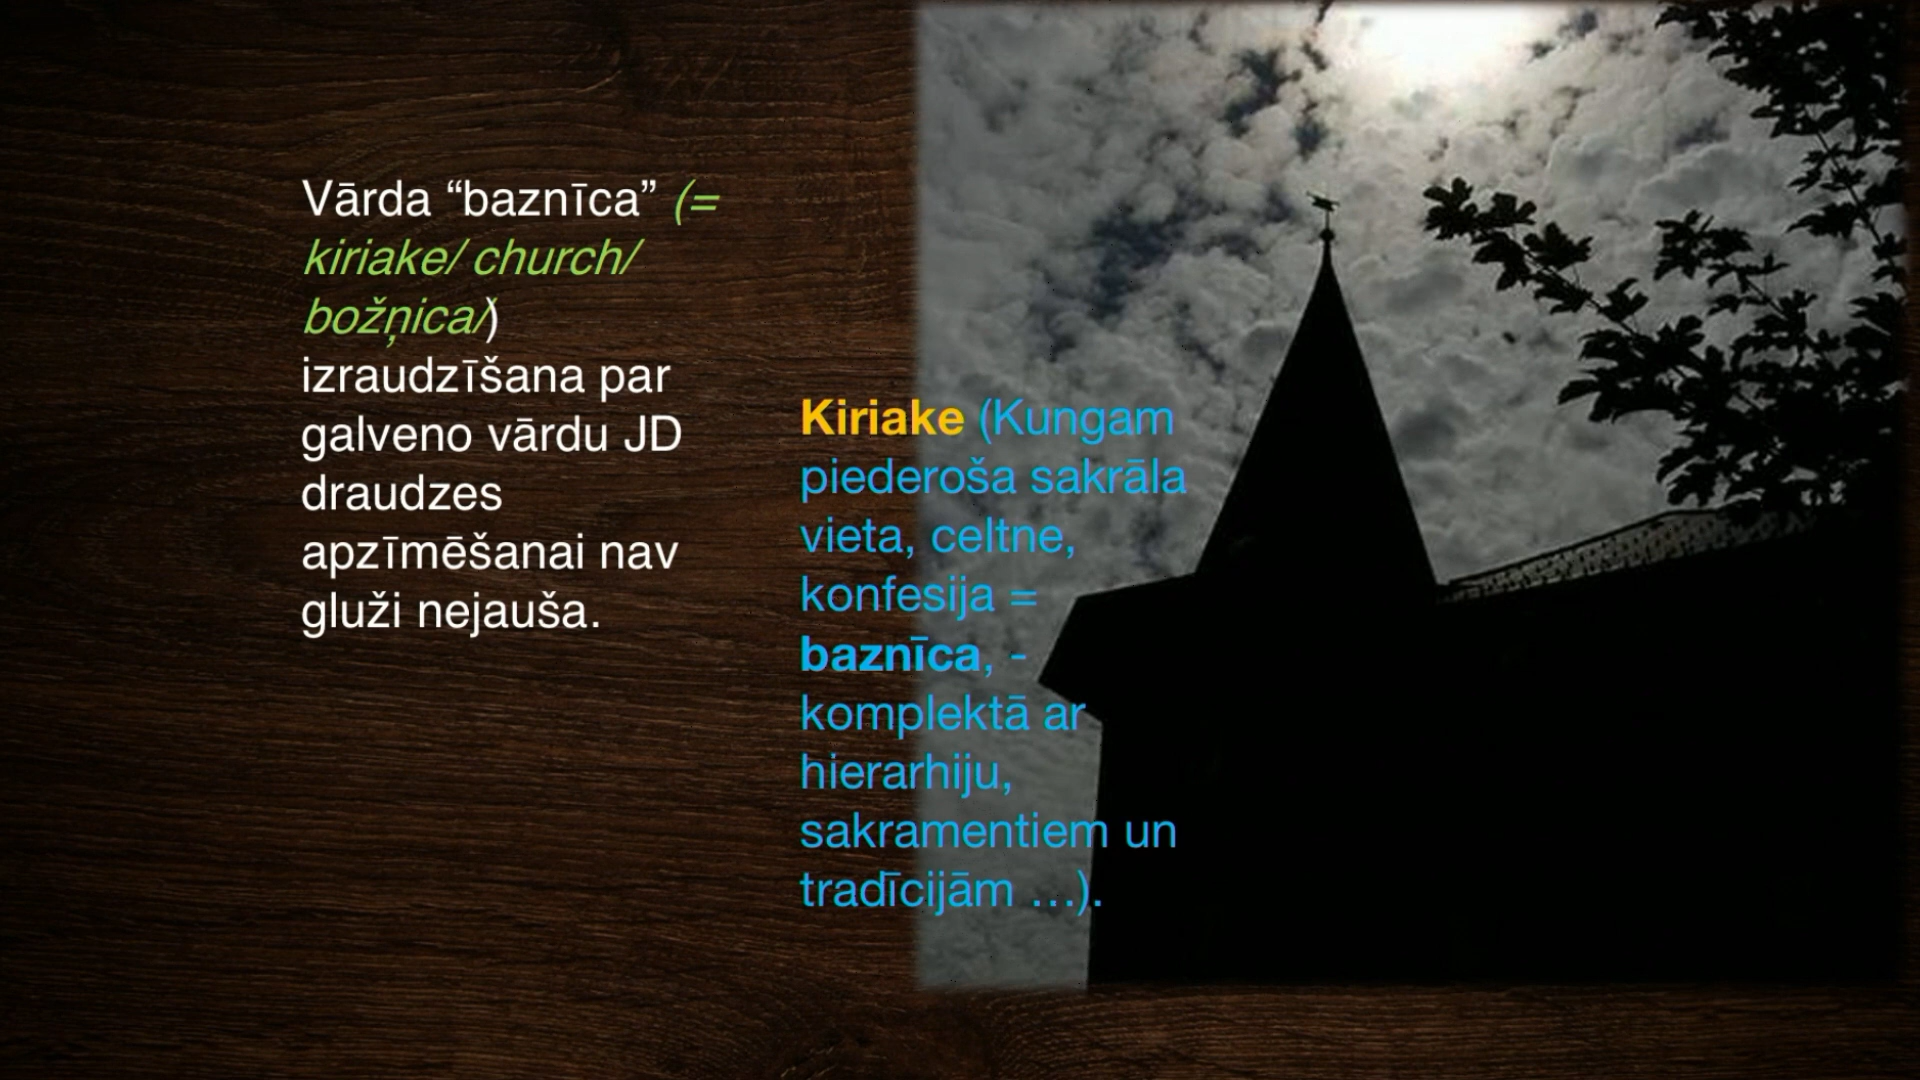 Vārda “baznīca” (=
kiriake/ church/
božņica/)
izraudzīšana par
galveno vārdu JD
draudzes
apzīmēšanai nav
gluži nejauša.
Kiriake (Kungam
piederoša sakrāla
vieta, celtne,
konfesija =
baznīca, -
komplektā ar
hierarhiju,
sakramentiem un
tradīcijām …).